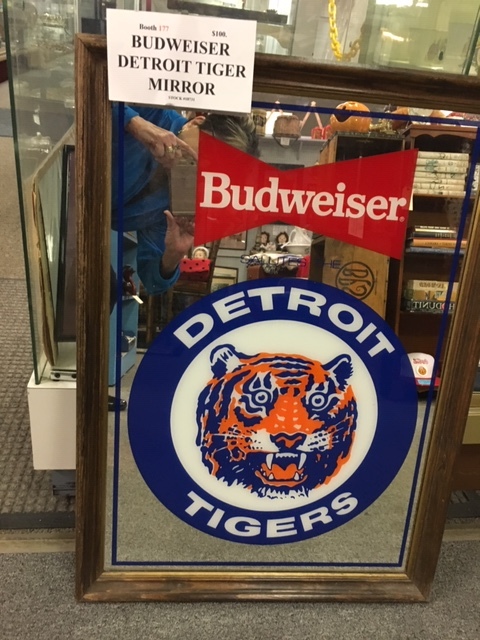 Booth 177 $100.
BUDWEISER
DETROIT TIGER
MIRROR
Budweiser
DETROIT
TIGERS